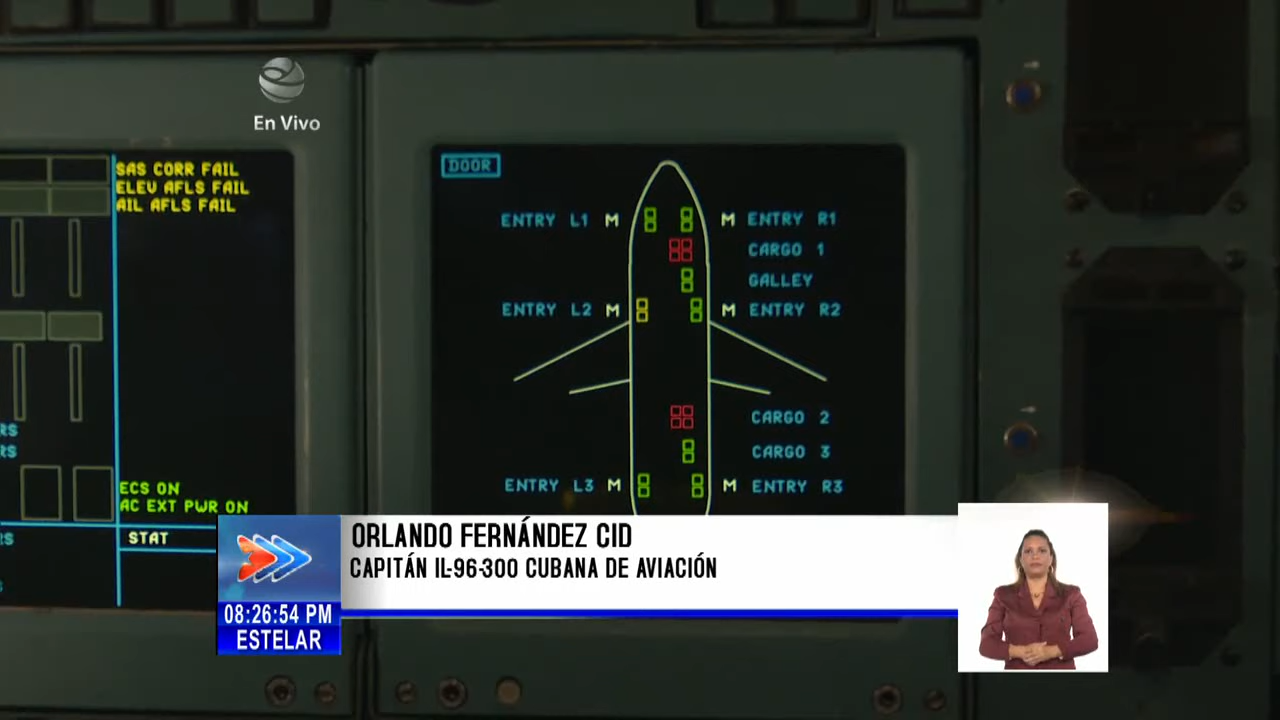 En Vivo
SAS CORR FAIL
ELEV AFLS FAIL
AIL AFLS FAIL
RS
RS
ECS ON
AC EXT PWR ON
STAT
DOOR
ENTRY L1 M
M ENTRY R1
CARGO 1
GALLEY
ENTRY L2 M
M ENTRY R2
CARGO 2
CARGO 3
ENTRY L3 M
M ENTRY R3
ORLANDO FERNÁNDEZ CID
CAPITÁN IL-96-300 CUBANA DE AVIACIÓN
08:26:54 PM
ESTELAR